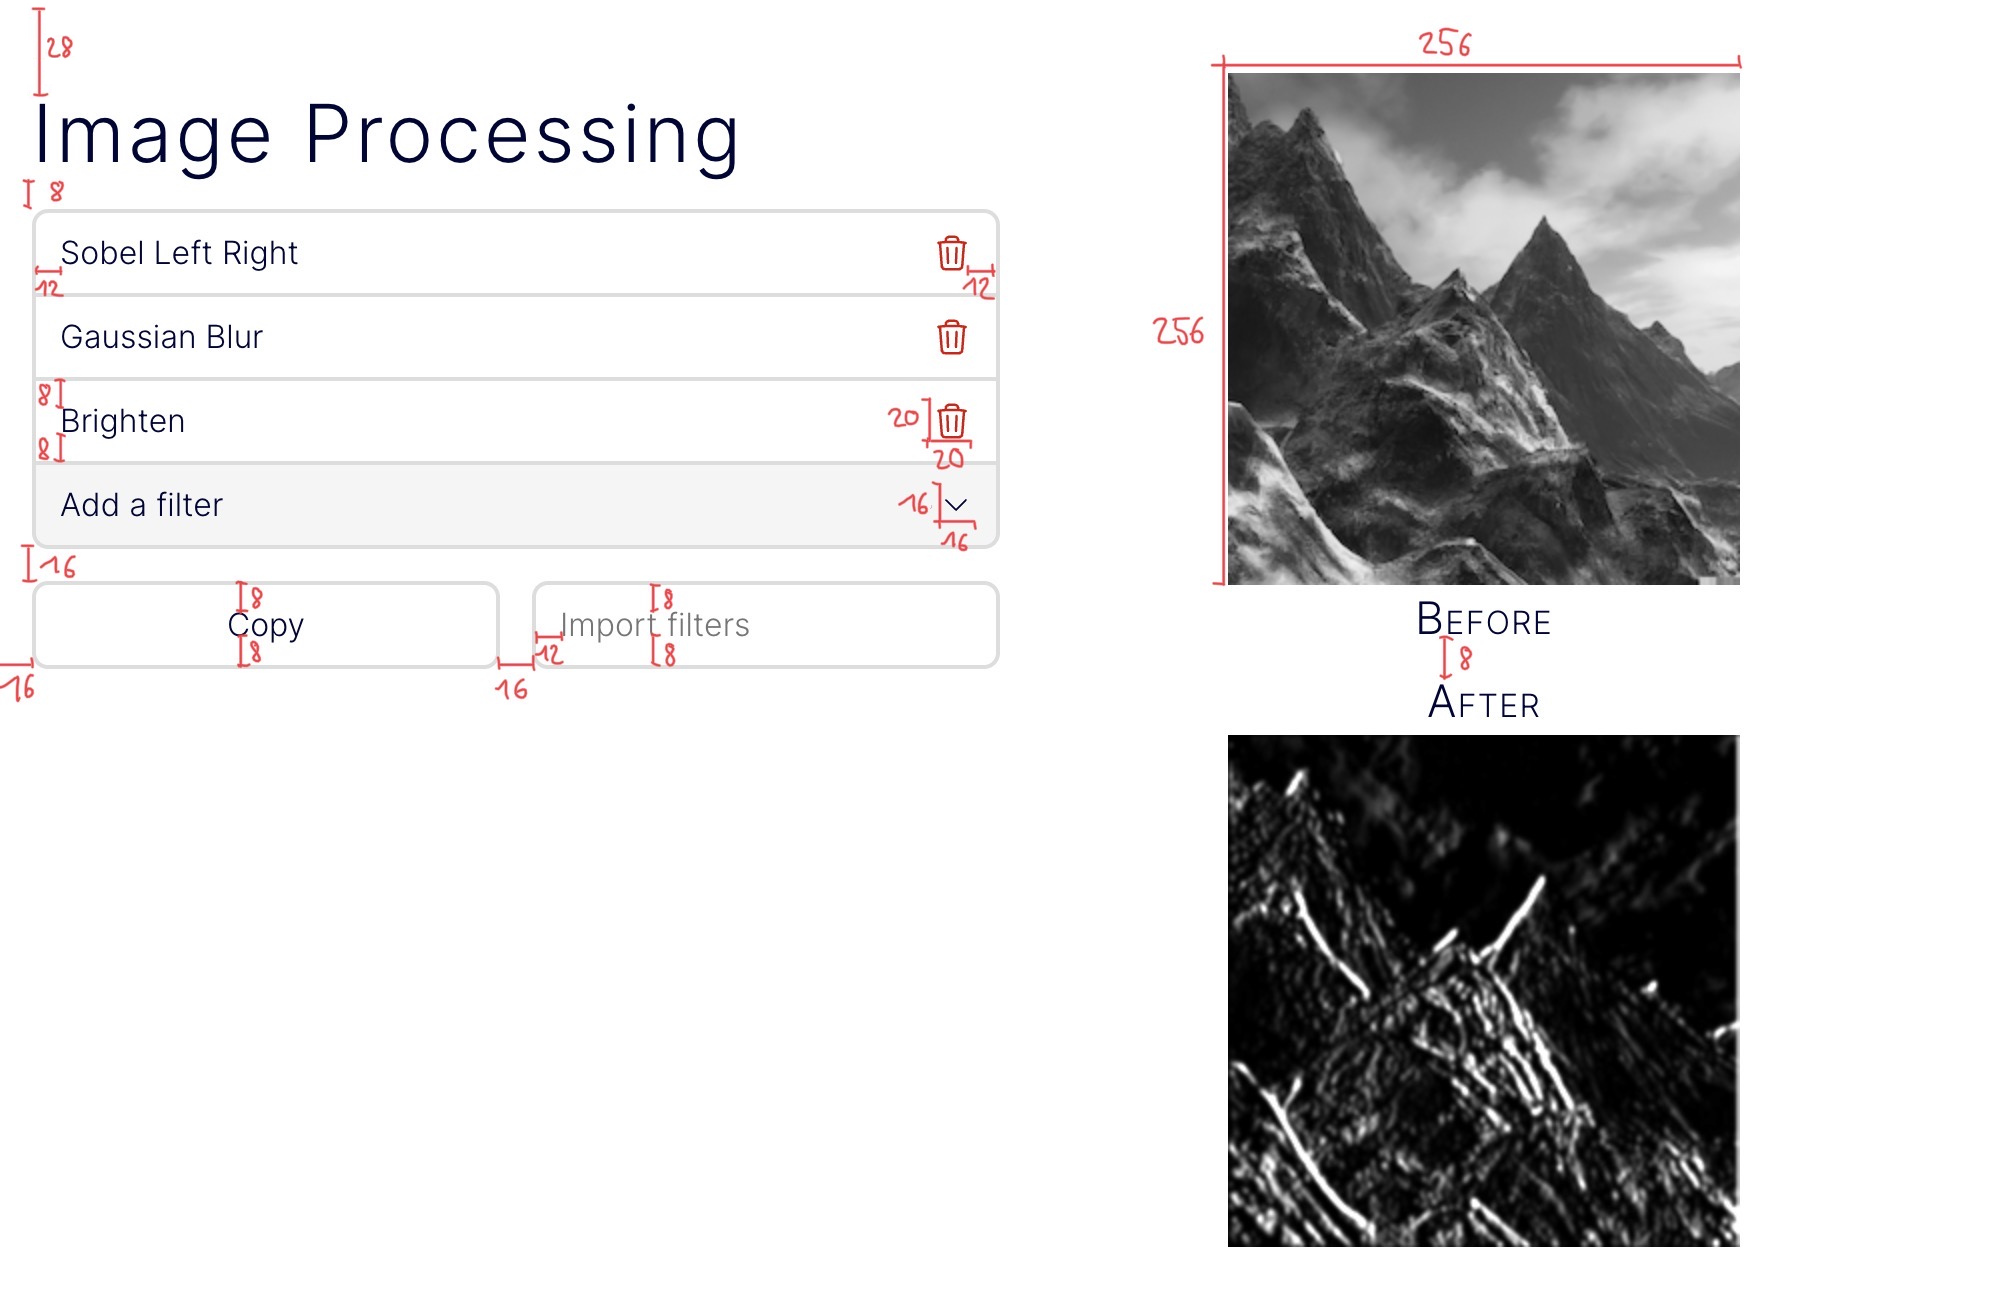 28
Image Processing
8
Sobel Left Right
12
12
Gaussian Blur
8
Brighten
8
20
20
Add a filter
16
16
16
8
Copy
8
8
Import filters
12
8
16
16
256
256
BEFORE
8
AFTER